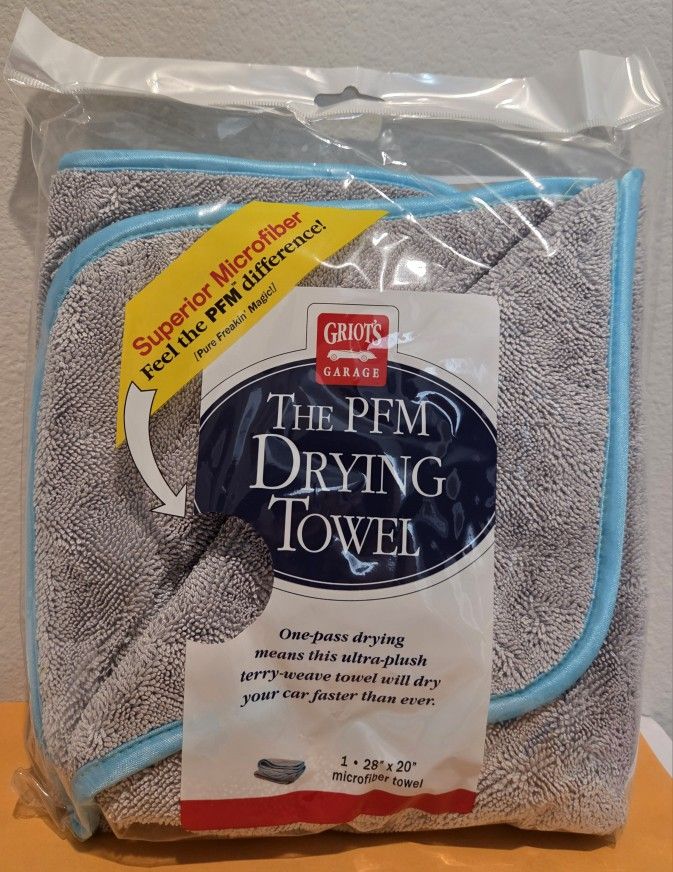 Superior Microfiber
Feel the PFM™ difference!
[Pure Freakin' Magic!]
GRIOT'S
GARAGE
THE PFM
DRYING
TOWEL
One-pass drying
means this ultra-plush
terry-weave towel will dry
your car faster than ever.
1 • 28" x 20"
microfiber towel